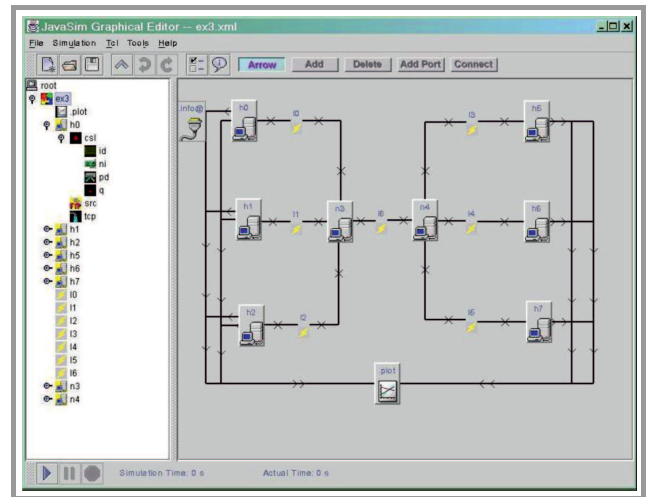 JavaSim Graphical Editor -- ex3.xml
File Simulation Tcl Tools Help
Arrow Add Delete Add Port Connect
root
ex3
.plot
h0
csl
id
ni
pd
q
src
tcp
h1
h2
h5
h6
h7
l0
l1
l2
l3
l4
l5
l6
n3
n4
.info@
h0
l0
l3
h6
h1
l1
n3
l6
n4
l4
h6
h2
l2
h7
.plot
Simulation Time: 0 s Actual Time: 0 s